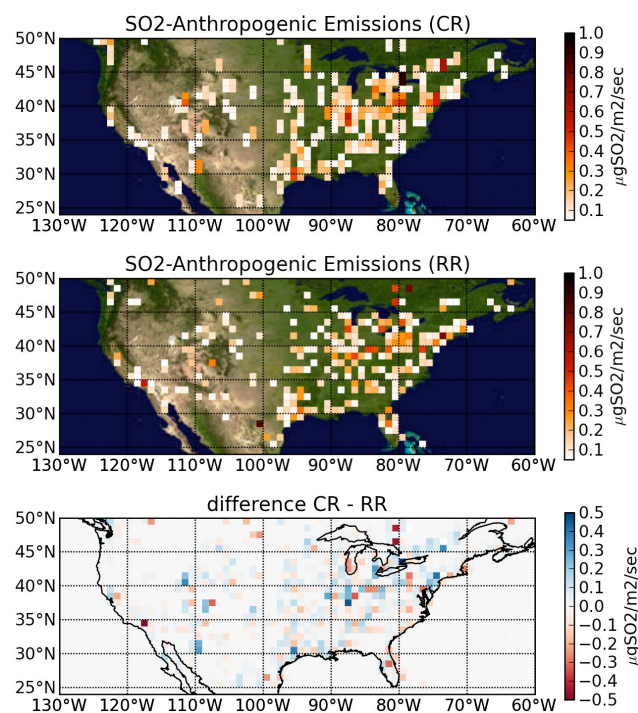 SO2-Anthropogenic Emissions (CR)
50°N
45°N
40°N
35°N
30°N
25°N
130°W 120°W 110°W 100°W 90°W 80°W 70°W 60°W
1.0
0.9
0.8
0.7
0.6
0.5
0.4
0.3
0.2
0.1
μgSO2/m2/sec
SO2-Anthropogenic Emissions (RR)
50°N
45°N
40°N
35°N
30°N
25°N
130°W 120°W 110°W 100°W 90°W 80°W 70°W 60°W
1.0
0.9
0.8
0.7
0.6
0.5
0.4
0.3
0.2
0.1
μgSO2/m2/sec
difference CR - RR
50°N
45°N
40°N
35°N
30°N
25°N
130°W 120°W 110°W 100°W 90°W 80°W 70°W 60°W
0.5
0.4
0.3
0.2
0.1
0.0
−0.1
−0.2
−0.3
−0.4
−0.5
μgSO2/m2/sec